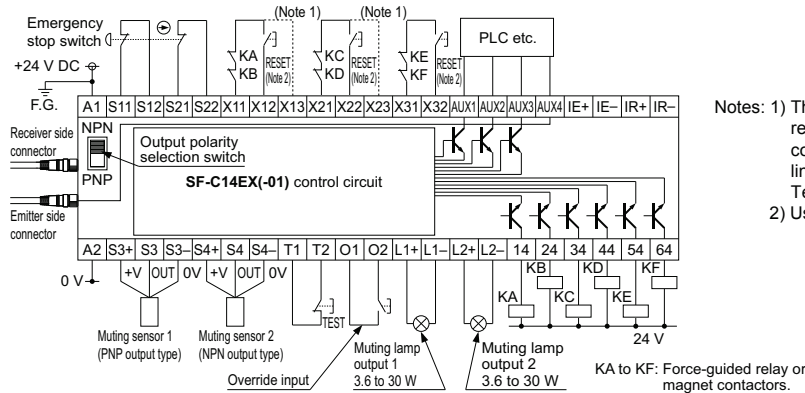 (Note 1)
(Note 1)
Emergency
stop switch
+24 V DC
F.G.
KA
KB
RESET
(Note 2)
KC
KD
RESET
(Note 2)
KE
KF
RESET
(Note 2)
PLC etc.
A1 S11 S12 S21 S22 X11 X12 X13 X21 X22 X23 X31 X32 AUX1 AUX2 AUX3 AUX4 IE+ IE– IR+ IR–
Receiver side
connector
NPN
PNP
Output polarity
selection switch
SF-C14EX(-01) control circuit
Emitter side
connector
A2 S3+ S3 S3– S4+ S4 S4– T1 T2 O1 O2 L1+ L1– L2+ L2– 14 24 34 44 54 64
0 V
+V OUT 0V
+V OUT 0V
TEST
KA
KB
KC
KD
KE
KF
24 V
Muting sensor 1
(PNP output type)
Muting sensor 2
(NPN output type)
Override input
Muting lamp
output 1
3.6 to 30 W
Muting lamp
output 2
3.6 to 30 W
KA to KF: Force-guided relay or
magnet contactors.
Notes: 1)
2)